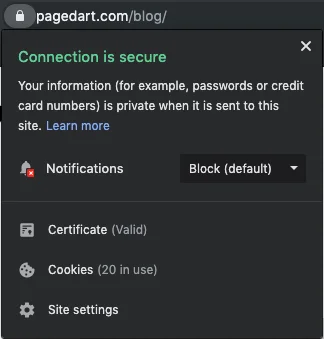 pagedart.com/blog/
Connection is secure
Your information (for example, passwords or credit
card numbers) is private when it is sent to this
site. Learn more
Notifications Block (default)
Certificate (Valid)
Cookies (20 in use)
Site settings